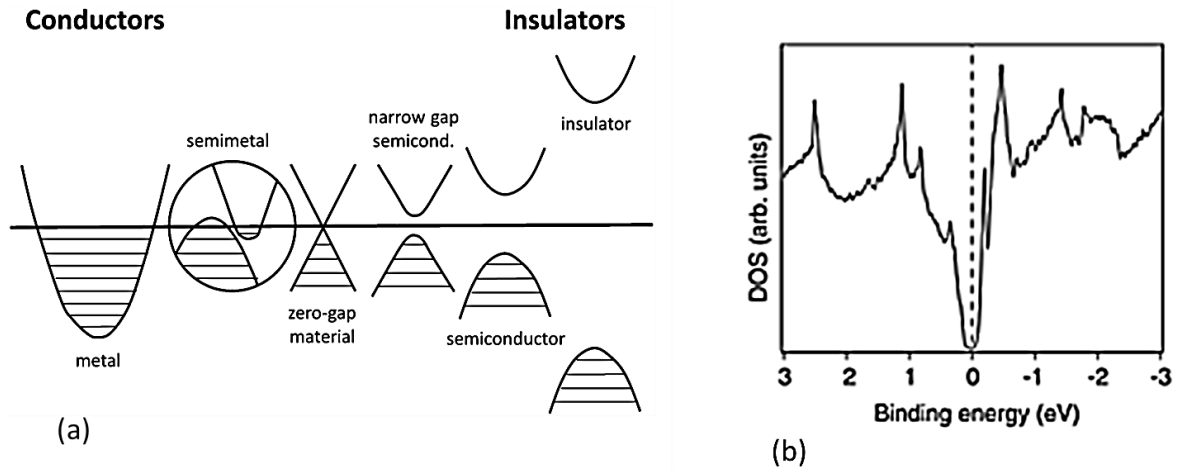 Conductors
Insulators
semimetal
narrow gap
semicond.
insulator
zero-gap
material
semiconductor
metal
(a)
DOS (arb. units)
3 2 1 0 -1 -2 -3
Binding energy (eV)
(b)